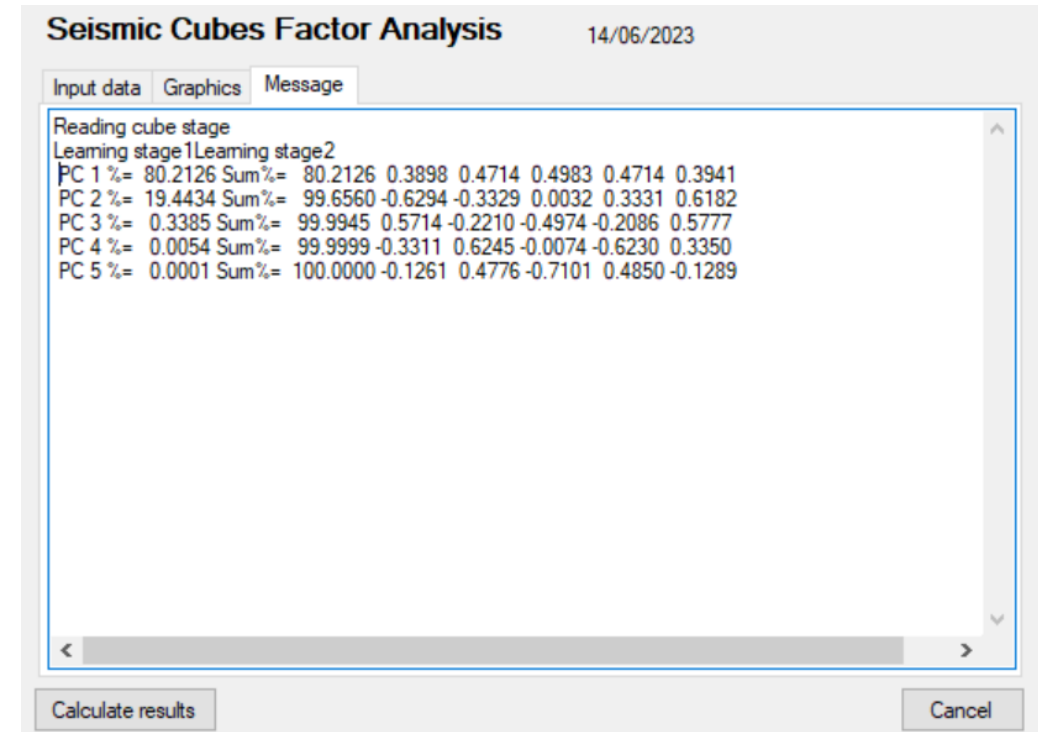 Seismic Cubes Factor Analysis 14/06/2023
Input data Graphics Message
Reading cube stage
Learning stage1Learning stage2
PC 1 %= 80.2126 Sum%= 80.2126 0.3898 0.4714 0.4983 0.4714 0.3941
PC 2 %= 19.4434 Sum%= 99.6560 -0.6294 -0.3329 0.0032 0.3331 0.6182
PC 3 %= 0.3385 Sum%= 99.9945 0.5714 -0.2210 -0.4974 -0.2086 0.5777
PC 4 %= 0.0054 Sum%= 99.9999 -0.3311 0.6245 -0.0074 -0.6230 0.3350
PC 5 %= 0.0001 Sum%= 100.0000 -0.1261 0.4776 -0.7101 0.4850 -0.1289
Calculate results Cancel